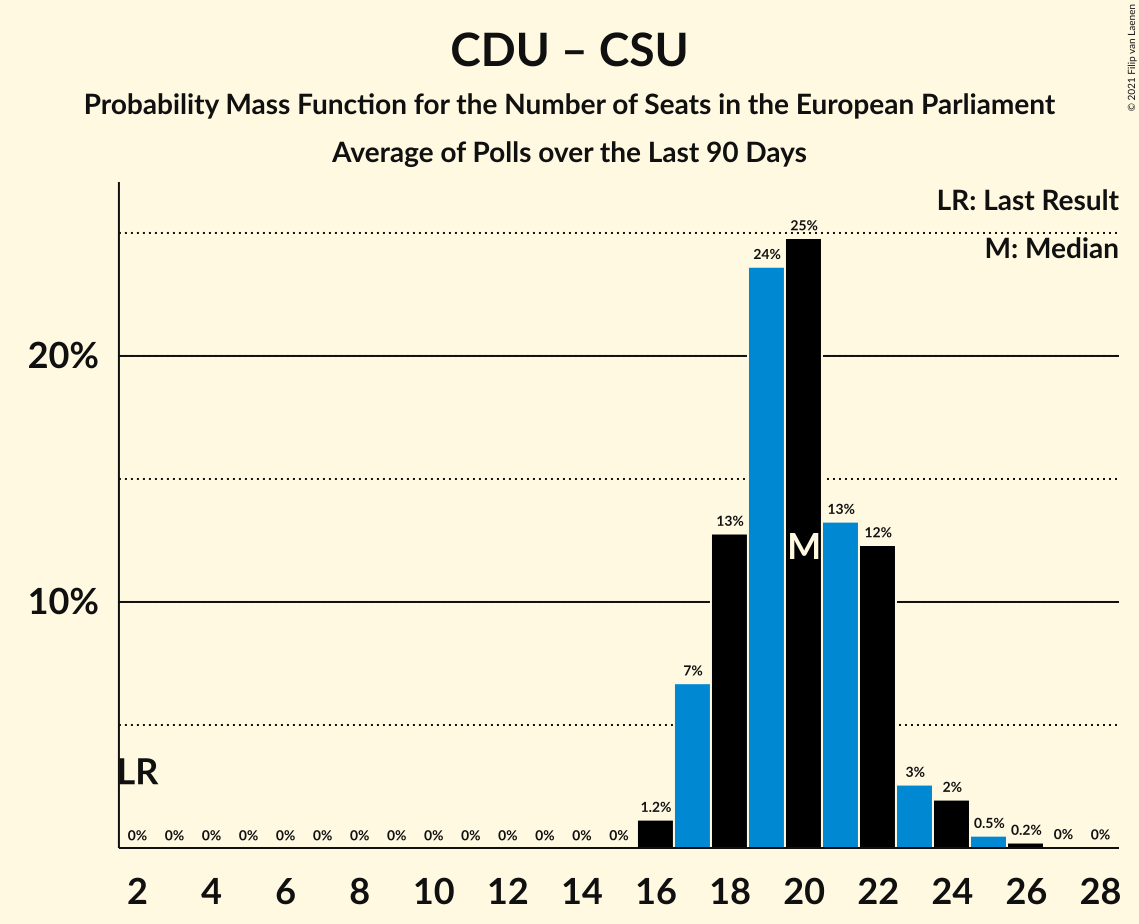 CDU – CSU
Probability Mass Function for the Number of Seats in the European Parliament
Average of Polls over the Last 90 Days
© 2021 Filip van Laenen
LR: Last Result
M: Median
20%
10%
LR
M
0% 0% 0% 0% 0% 0% 0% 0% 0% 0% 0% 0% 0% 0% 1.2% 7% 13% 24% 25% 13% 12% 3% 2% 0.5% 0.2% 0% 0%
2 4 6 8 10 12 14 16 18 20 22 24 26 28